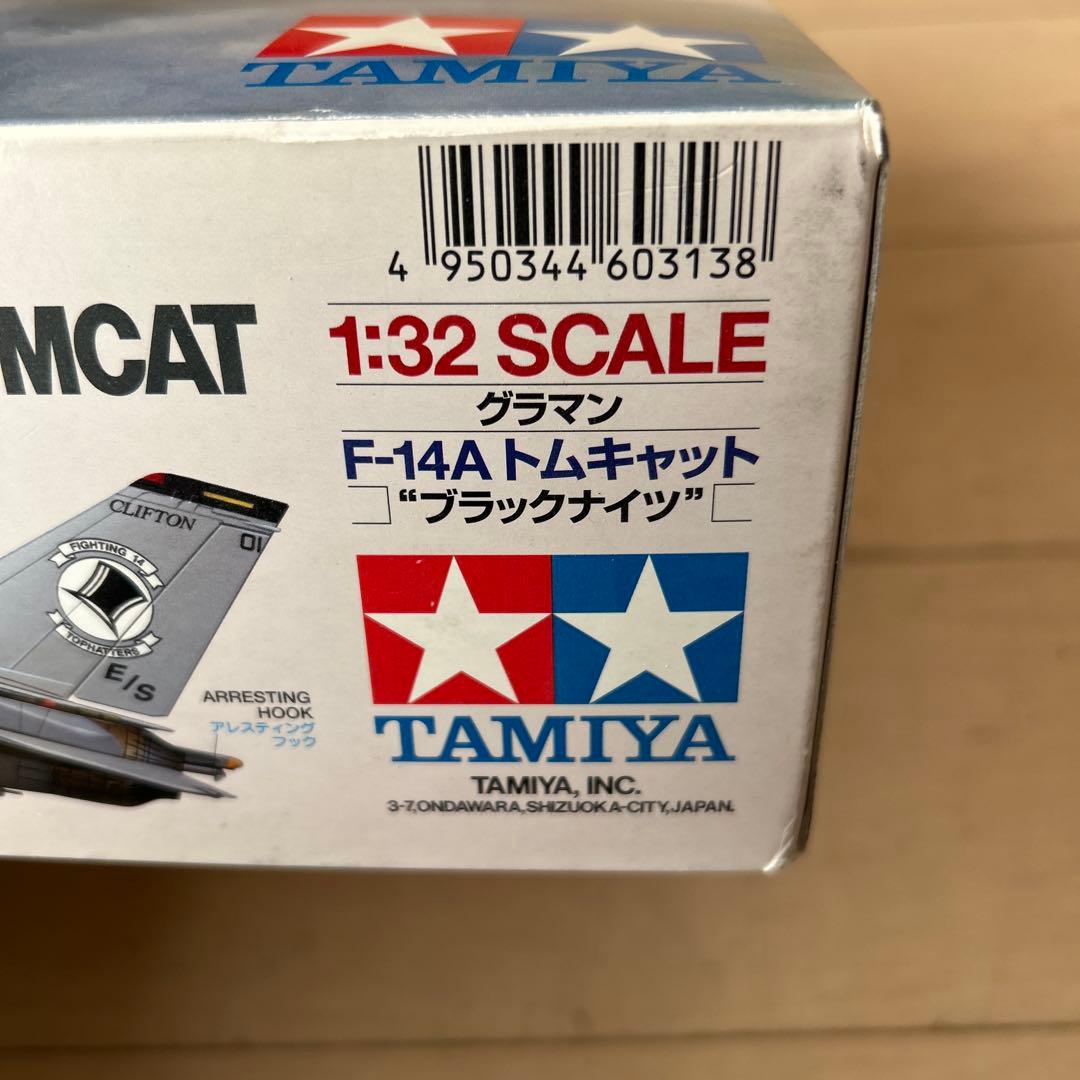 TAMIYA
4 950344 603138
MCAT
1:32 SCALE
グラマン
F-14A トムキャット
“ブラックナイツ”
CLIFTON
01
FIGHTING 14
TOPHATTERS
E/S
ARRESTING
HOOK
アレスティング
フック
TAMIYA
TAMIYA, INC.
3-7,ONDAWARA,SHIZUOKA-CITY,JAPAN.